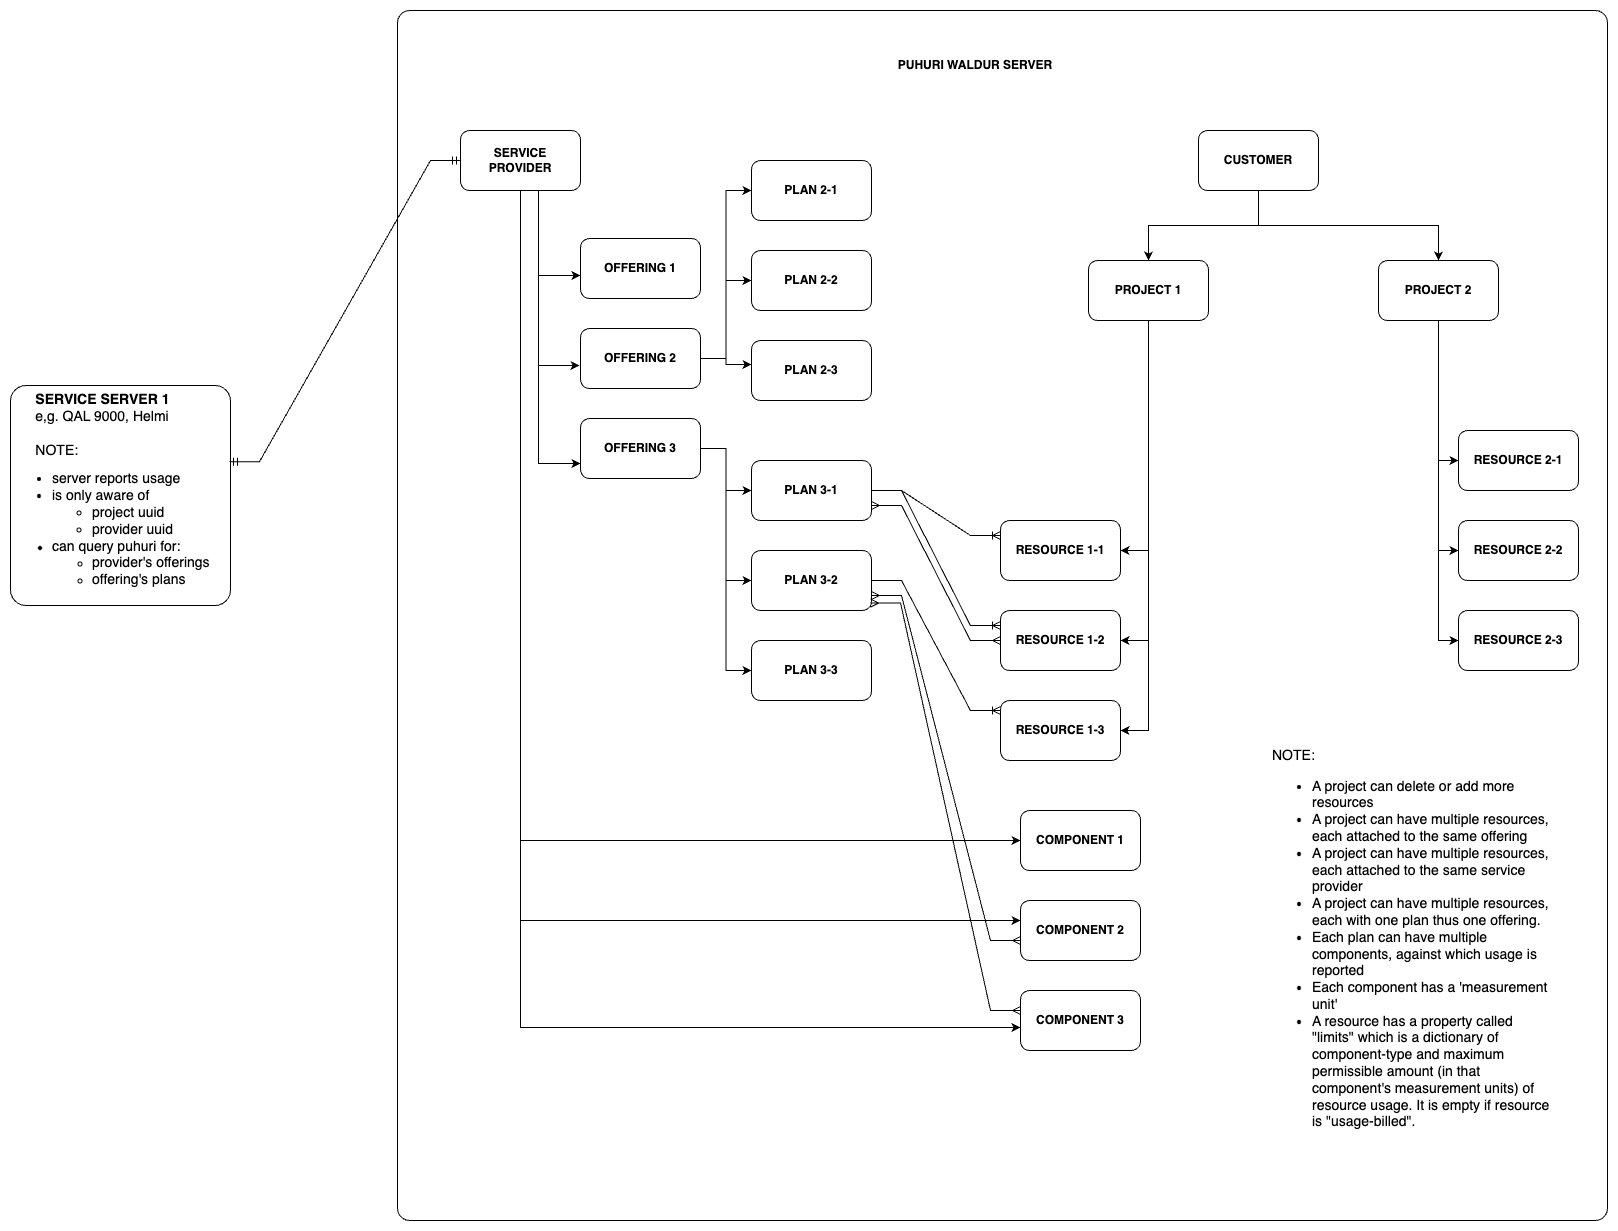 PUHURI WALDUR SERVER
SERVICE
PROVIDER
CUSTOMER
PLAN 2-1
OFFERING 1
PLAN 2-2
PROJECT 1
PROJECT 2
OFFERING 2
PLAN 2-3
SERVICE SERVER 1
e,g. QAL 9000, Helmi
NOTE:
• server reports usage
• is only aware of
◦ project uuid
◦ provider uuid
• can query puhuri for:
◦ provider's offerings
◦ offering's plans
OFFERING 3
PLAN 3-1
RESOURCE 2-1
RESOURCE 1-1
RESOURCE 2-2
PLAN 3-2
RESOURCE 1-2
RESOURCE 2-3
PLAN 3-3
RESOURCE 1-3
COMPONENT 1
COMPONENT 2
COMPONENT 3
NOTE:
• A project can delete or add more
resources
• A project can have multiple resources,
each attached to the same offering
• A project can have multiple resources,
each attached to the same service
provider
• A project can have multiple resources,
each with one plan thus one offering.
• Each plan can have multiple
components, against which usage is
reported
• Each component has a 'measurement
unit'
• A resource has a property called
"limits" which is a dictionary of
component-type and maximum
permissible amount (in that
component's measurement units) of
resource usage. It is empty if resource
is "usage-billed".